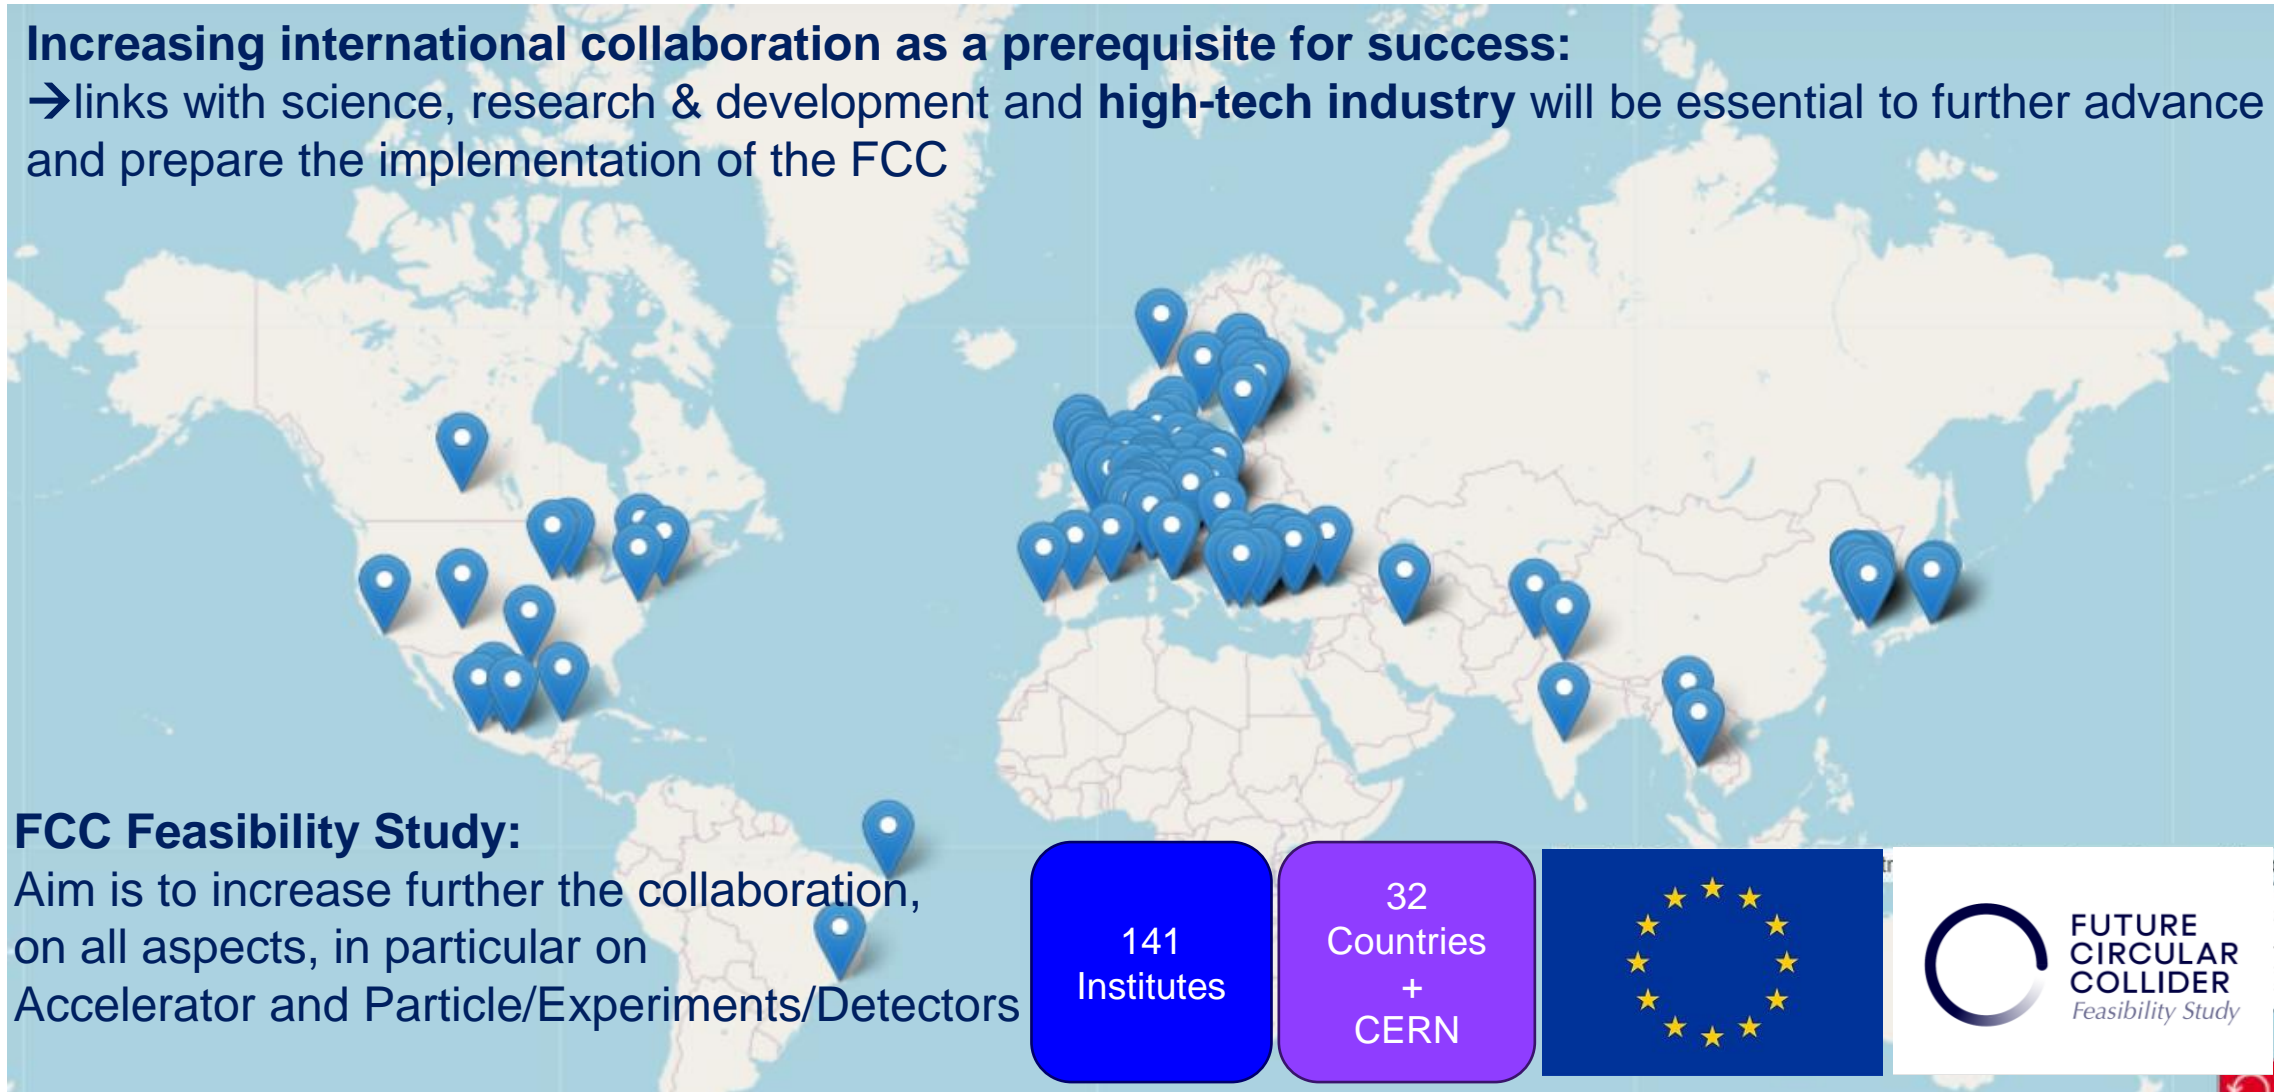 Increasing international collaboration as a prerequisite for success:
→links with science, research & development and high-tech industry will be essential to further advance
and prepare the implementation of the FCC
FCC Feasibility Study:
Aim is to increase further the collaboration,
on all aspects, in particular on
Accelerator and Particle/Experiments/Detectors
141
Institutes
32
Countries
+
CERN
FUTURE
CIRCULAR
COLLIDER
Feasibility Study